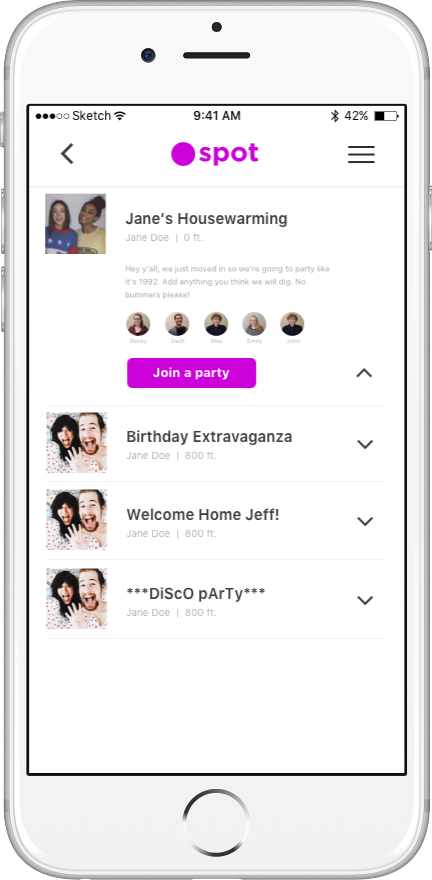 Sketch 9:41 AM 42%
spot
Jane's Housewarming
Jane Doe | 0 ft.
Hey y'all, we just moved in so we're going to party like
it's 1992. Add anything you think we will dig. No
bummers please!
Becky Zach Max Emily John
Join a party
Birthday Extravaganza
Jane Doe | 800 ft.
Welcome Home Jeff!
Jane Doe | 800 ft.
***DiScO pArTy***
Jane Doe | 800 ft.